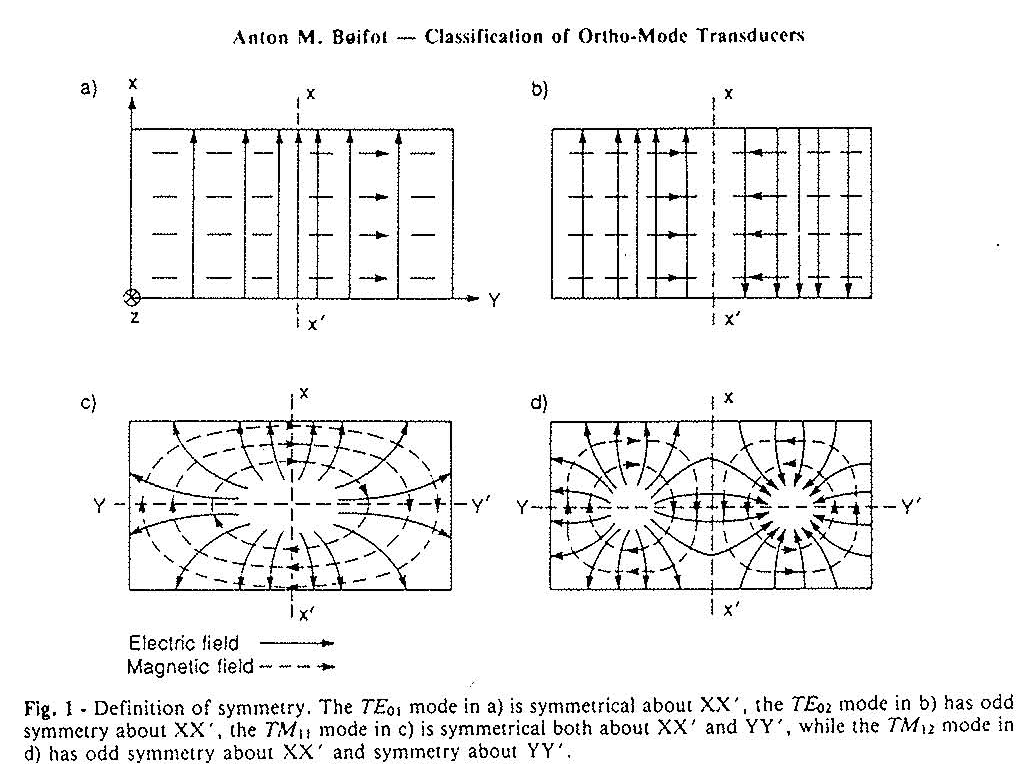 Anton M. Boifot — Classification of Ortho-Mode Transducers
a) X X b) X
Y
Z X' X'
c) X d) X
Y Y' Y Y'
X' X'
Electric field
Magnetic field
Fig. 1 - Definition of symmetry. The TE₀₁ mode in a) is symmetrical about XX', the TE₀₂ mode in b) has odd
symmetry about XX', the TM₁₁ mode in c) is symmetrical both about XX' and YY', while the TM₁₂ mode in
d) has odd symmetry about XX' and symmetry about YY'.